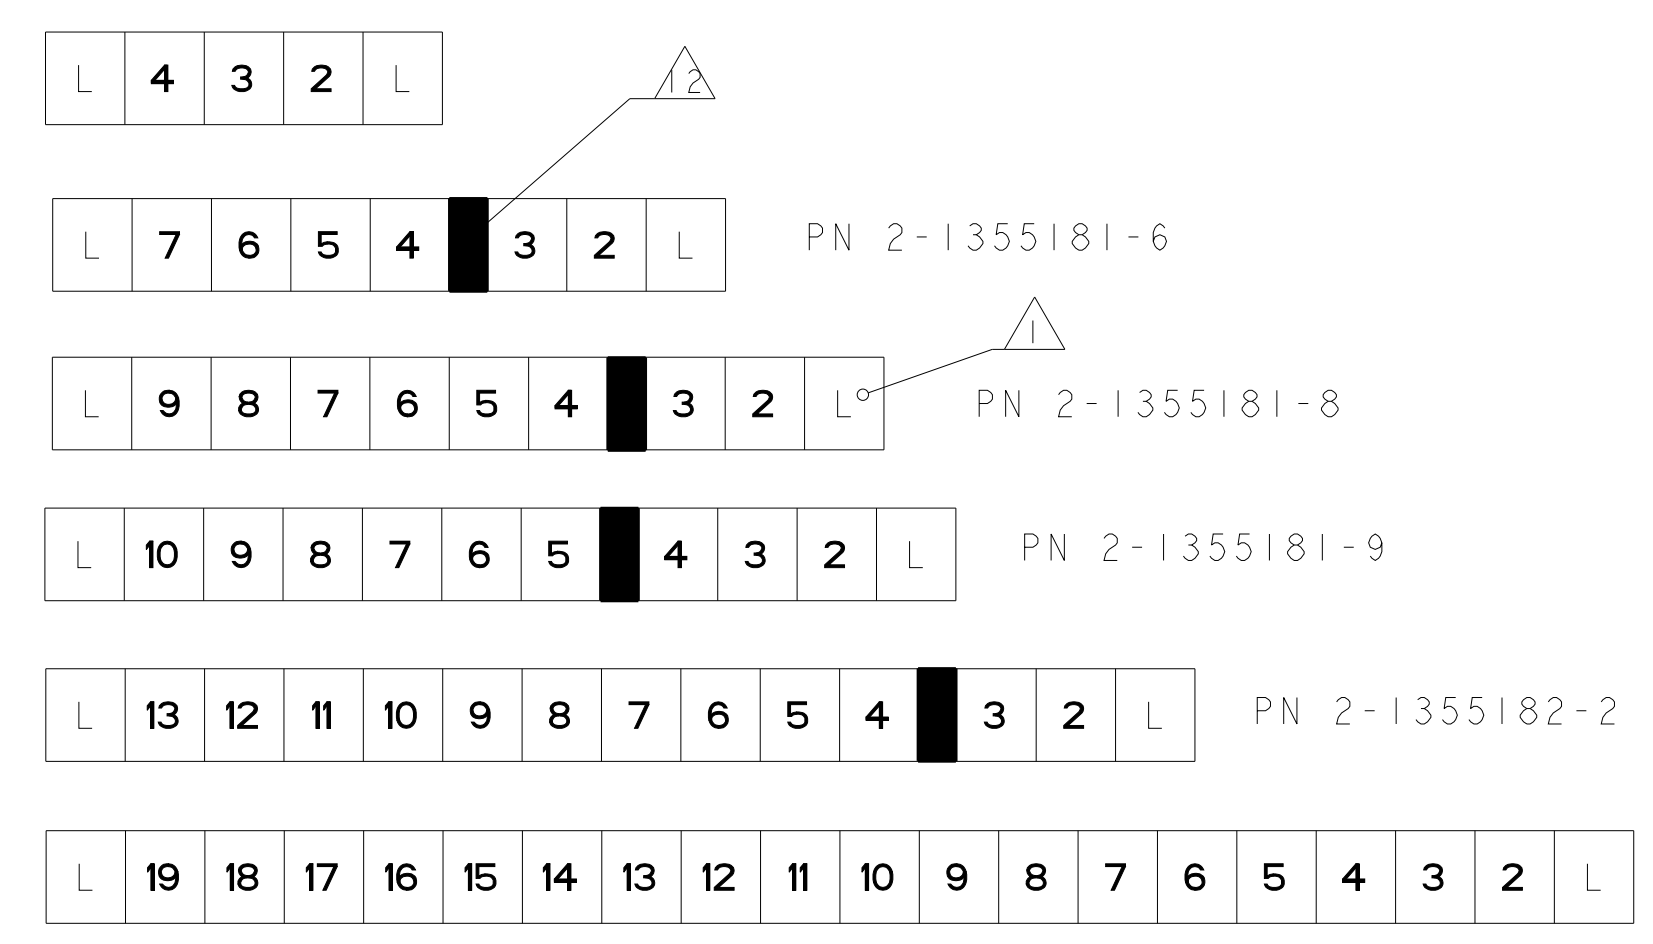 L 4 3 2 L
12
L 7 6 5 4 3 2 L PN 2-1355181-6
1
L 9 8 7 6 5 4 3 2 L PN 2-1355181-8
L 10 9 8 7 6 5 4 3 2 L PN 2-1355181-9
L 13 12 11 10 9 8 7 6 5 4 3 2 L PN 2-1355182-2
L 19 18 17 16 15 14 13 12 11 10 9 8 7 6 5 4 3 2 L